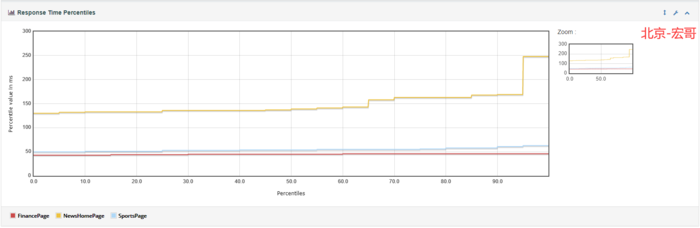 Response Time Percentiles
Zoom :
北京-宏哥
300
250
200
150
100
50
0
Percentile value in ms
0.0
10.0
20.0
30.0
40.0
50.0
60.0
70.0
80.0
90.0
Percentiles
300
200
100
0
0.0
50.0
FinancePage
NewsHomePage
SportsPage